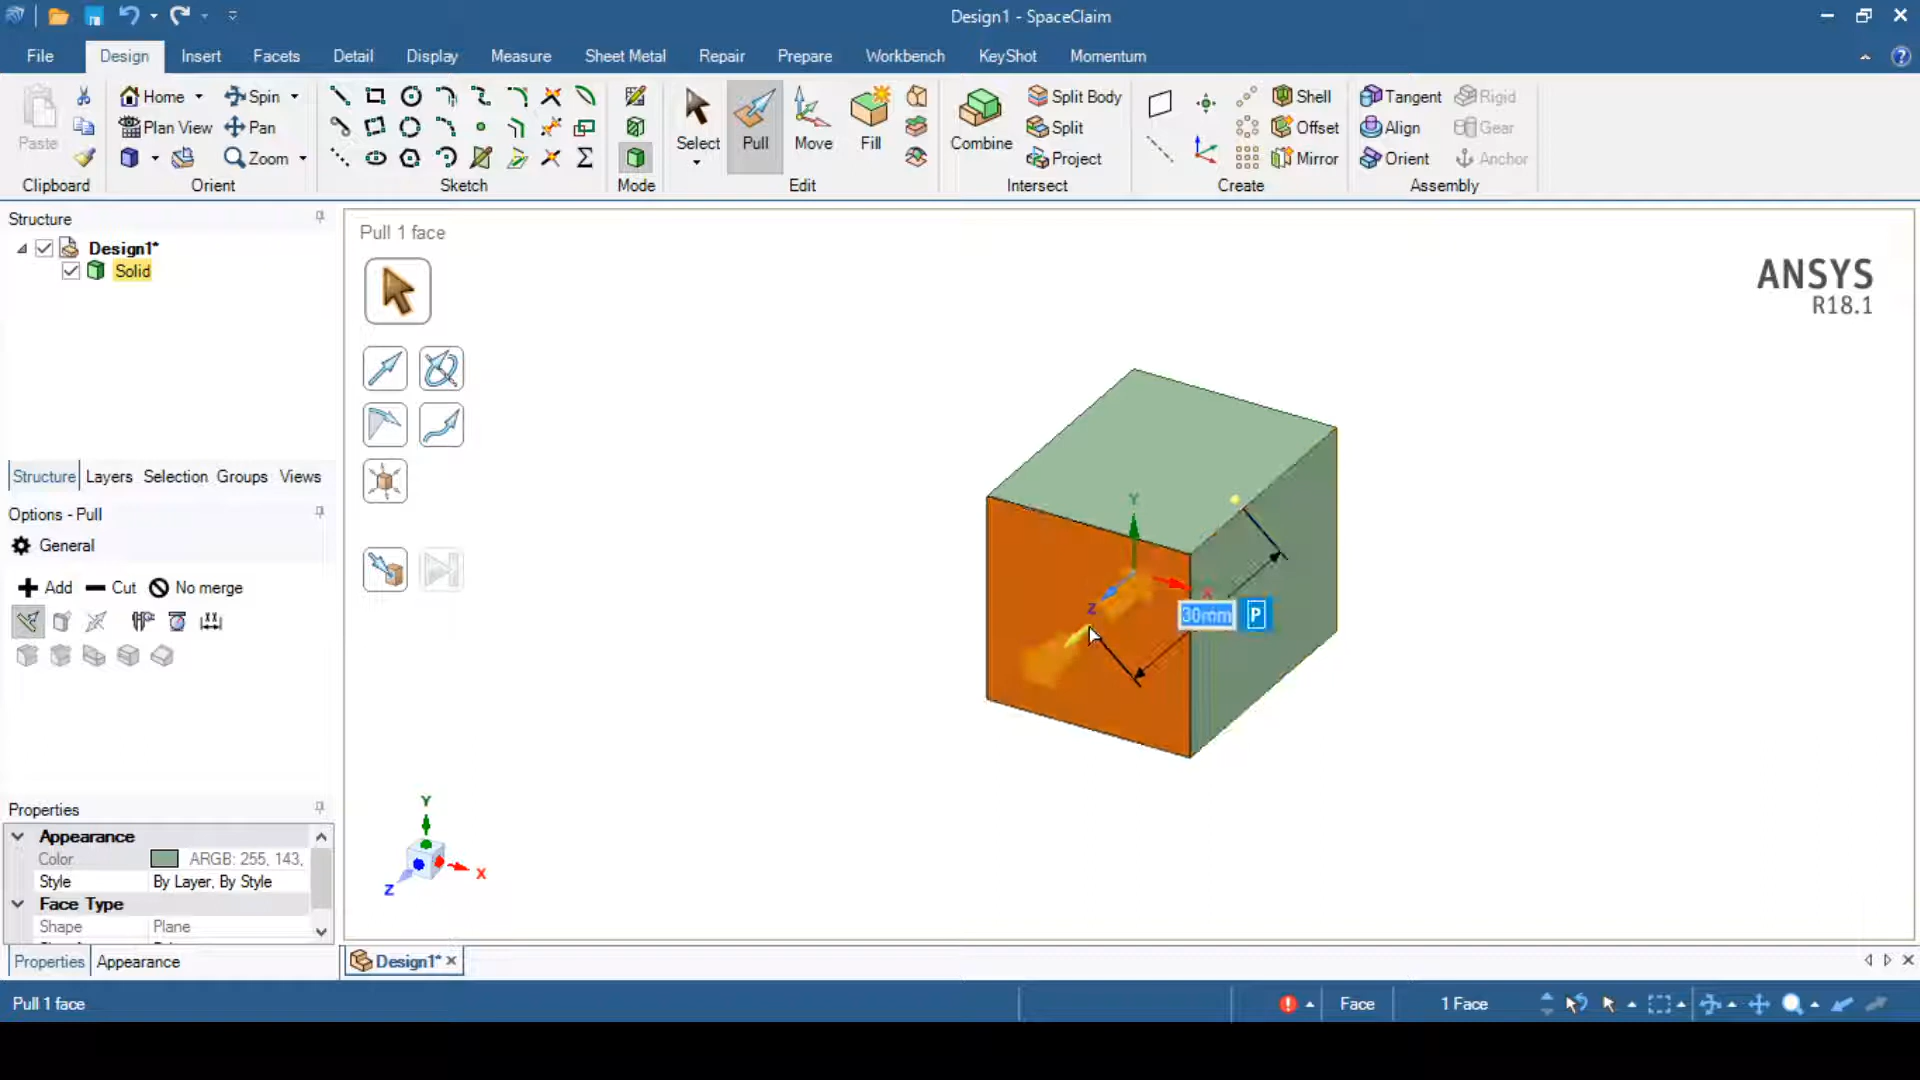 Design1 - SpaceClaim
File Design Insert Facets Detail Display Measure Sheet Metal Repair Prepare Workbench KeyShot Momentum
Paste
Clipboard
Home
Spin
Plan View
Pan
Zoom
Orient
Sketch
Mode
Select
Pull
Move
Fill
Edit
Combine
Split Body
Split
Project
Intersect
Shell
Offset
Mirror
Create
Tangent
Rigid
Align
Gear
Orient
Anchor
Assembly
Structure
Design1*
Solid
Structure Layers Selection Groups Views
Options - Pull
General
Add Cut No merge
Properties
Appearance
Color ARGB: 255, 143,
Style By Layer, By Style
Face Type
Shape Plane
Properties Appearance
Pull 1 face
ANSYS
R18.1
Y
Z
X
30mm P
Y
Z
X
Design1*
Pull 1 face
Face
1 Face